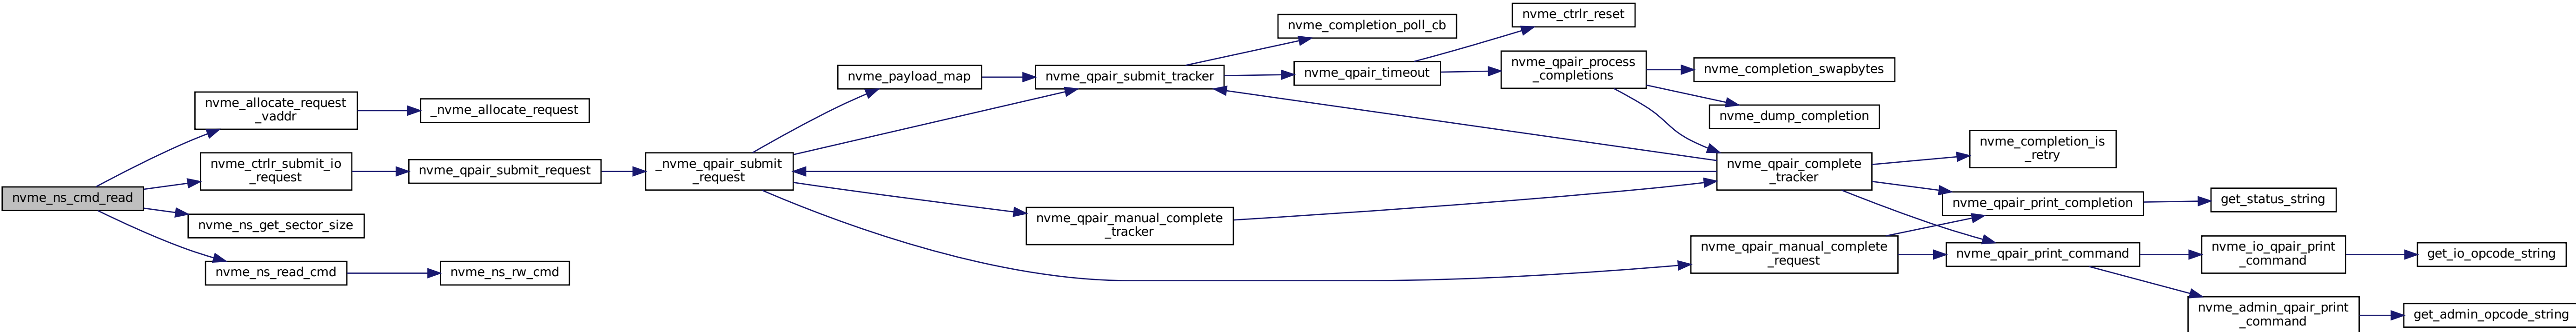 nvme_ns_cmd_read
nvme_allocate_request
_vaddr
nvme_ctrlr_submit_io
_request
nvme_ns_get_sector_size
nvme_ns_read_cmd
_nvme_allocate_request
nvme_qpair_submit_request
nvme_ns_rw_cmd
_nvme_qpair_submit
_request
nvme_payload_map
nvme_qpair_submit_tracker
nvme_qpair_manual_complete
_tracker
nvme_completion_poll_cb
nvme_qpair_timeout
nvme_ctrlr_reset
nvme_qpair_process
_completions
nvme_completion_swapbytes
nvme_dump_completion
nvme_qpair_complete
_tracker
nvme_qpair_manual_complete
_request
nvme_completion_is
_retry
nvme_qpair_print_completion
nvme_qpair_print_command
get_status_string
nvme_io_qpair_print
_command
nvme_admin_qpair_print
_command
get_io_opcode_string
get_admin_opcode_string